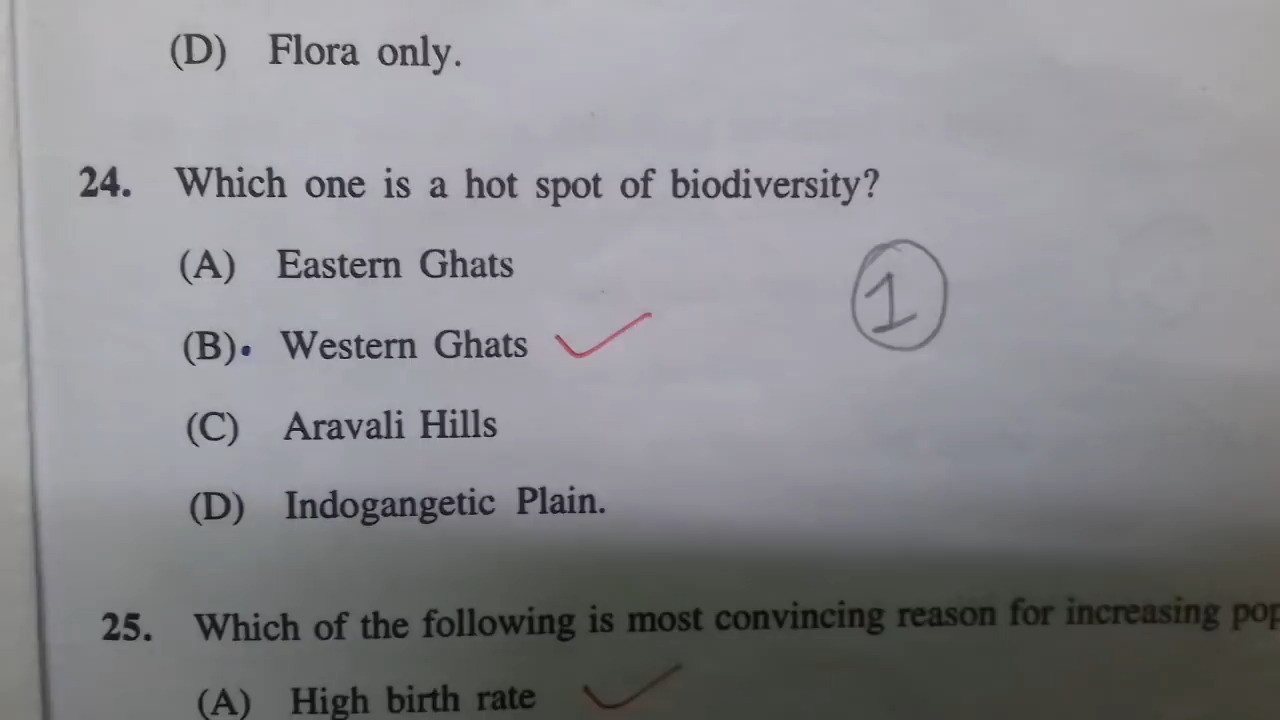 (D) Flora only.
24. Which one is a hot spot of biodiversity?
(A) Eastern Ghats
1
(B). Western Ghats
(C) Aravali Hills
(D) Indogangetic Plain.
25. Which of the following is most convincing reason for increasing pop
(A) High birth rate